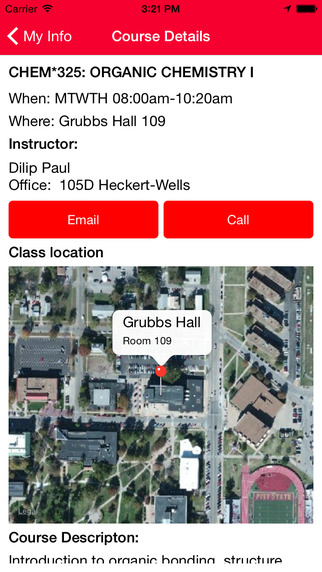 Carrier 3:21 PM
My Info Course Details
CHEM*325: ORGANIC CHEMISTRY I
When: MTWTH 08:00am-10:20am
Where: Grubbs Hall 109
Instructor:
Dilip Paul
Office: 105D Heckert-Wells
Email Call
Class location
Grubbs Hall
Room 109
PITT STATE
Legal
Course Descripton:
Introduction to organic bonding, structure,